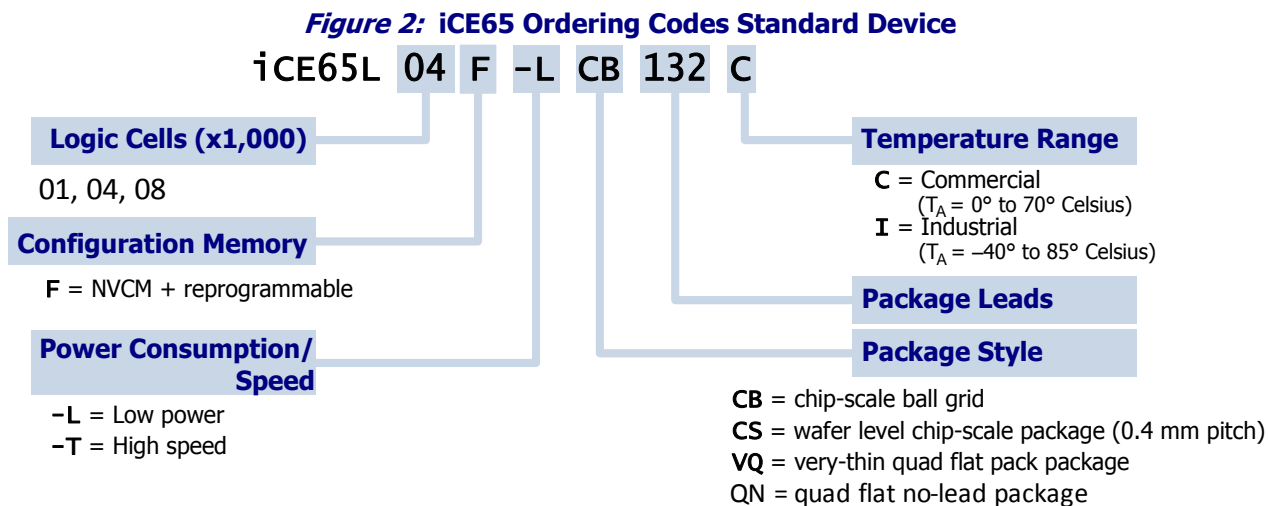 Figure 2: iCE65 Ordering Codes Standard Device
iCE65L 04 F -L CB 132 C
Logic Cells (x1,000)
01, 04, 08
Configuration Memory
F = NVCM + reprogrammable
Power Consumption/
Speed
-L = Low power
-T = High speed
Temperature Range
C = Commercial
(TA = 0° to 70° Celsius)
I = Industrial
(TA = –40° to 85° Celsius)
Package Leads
Package Style
CB = chip-scale ball grid
CS = wafer level chip-scale package (0.4 mm pitch)
VQ = very-thin quad flat pack package
QN = quad flat no-lead package